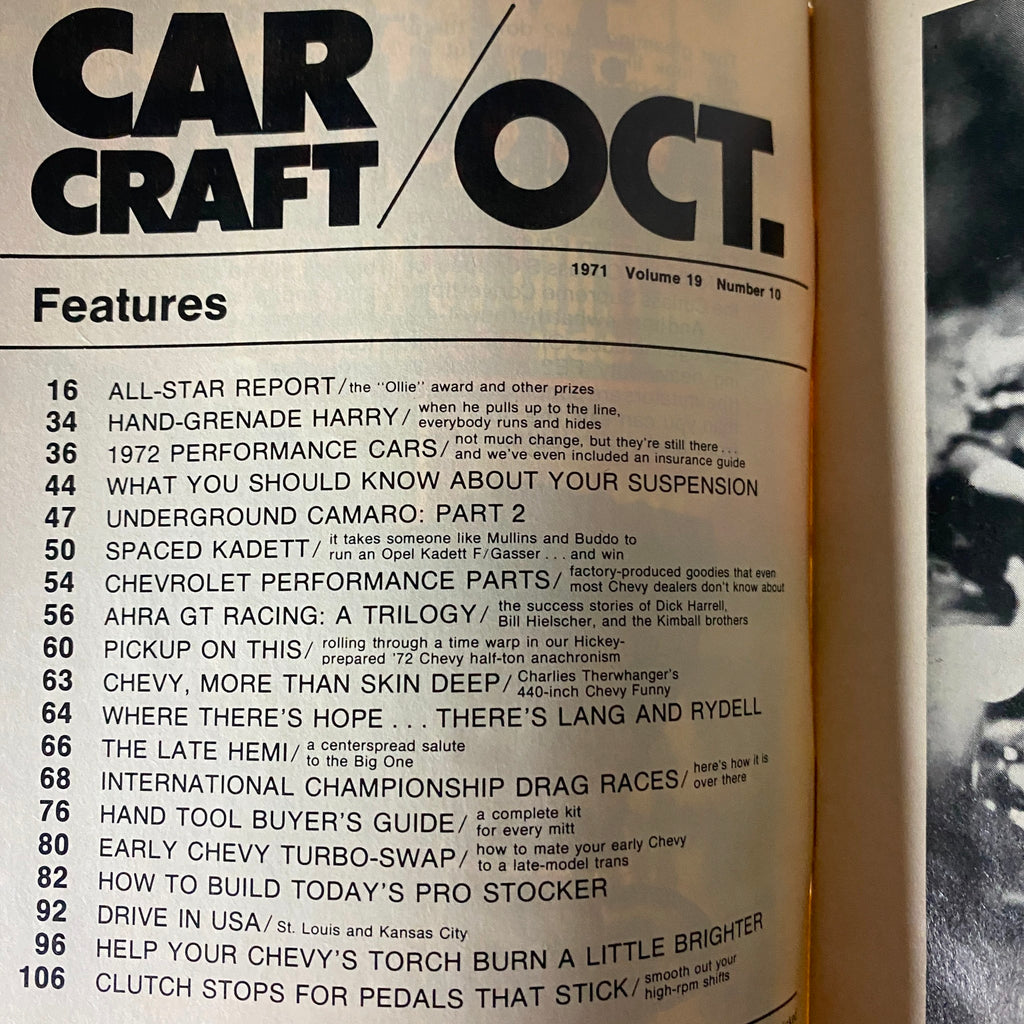 CAR
CRAFT / OCT.
1971 Volume 19 Number 10
Features
16 ALL-STAR REPORT/the "Ollie" award and other prizes
34 HAND-GRENADE HARRY/when he pulls up to the line,
everybody runs and hides
36 1972 PERFORMANCE CARS/not much change, but they're still there...
and we've even included an insurance guide
44 WHAT YOU SHOULD KNOW ABOUT YOUR SUSPENSION
47 UNDERGROUND CAMARO: PART 2
50 SPACED KADETT/it takes someone like Mullins and Buddo to
run an Opel Kadett F/Gasser...and win
54 CHEVROLET PERFORMANCE PARTS/factory-produced goodies that even
most Chevy dealers don't know about
56 AHRA GT RACING: A TRILOGY/the success stories of Dick Harrell,
Bill Hielscher, and the Kimball brothers
60 PICKUP ON THIS/rolling through a time warp in our Hickey-
prepared '72 Chevy half-ton anachronism
63 CHEVY, MORE THAN SKIN DEEP/Charlies Therwhanger's
440-inch Chevy Funny
64 WHERE THERE'S HOPE...THERE'S LANG AND RYDELL
66 THE LATE HEMI/a centerspread salute
to the Big One
68 INTERNATIONAL CHAMPIONSHIP DRAG RACES/here's how it is
over there
76 HAND TOOL BUYER'S GUIDE/a complete kit
for every mitt
80 EARLY CHEVY TURBO-SWAP/how to mate your early Chevy
to a late-model trans
82 HOW TO BUILD TODAY'S PRO STOCKER
92 DRIVE IN USA/St. Louis and Kansas City
96 HELP YOUR CHEVY'S TORCH BURN A LITTLE BRIGHTER
106 CLUTCH STOPS FOR PEDALS THAT STICK/smooth out your
high-rpm shifts